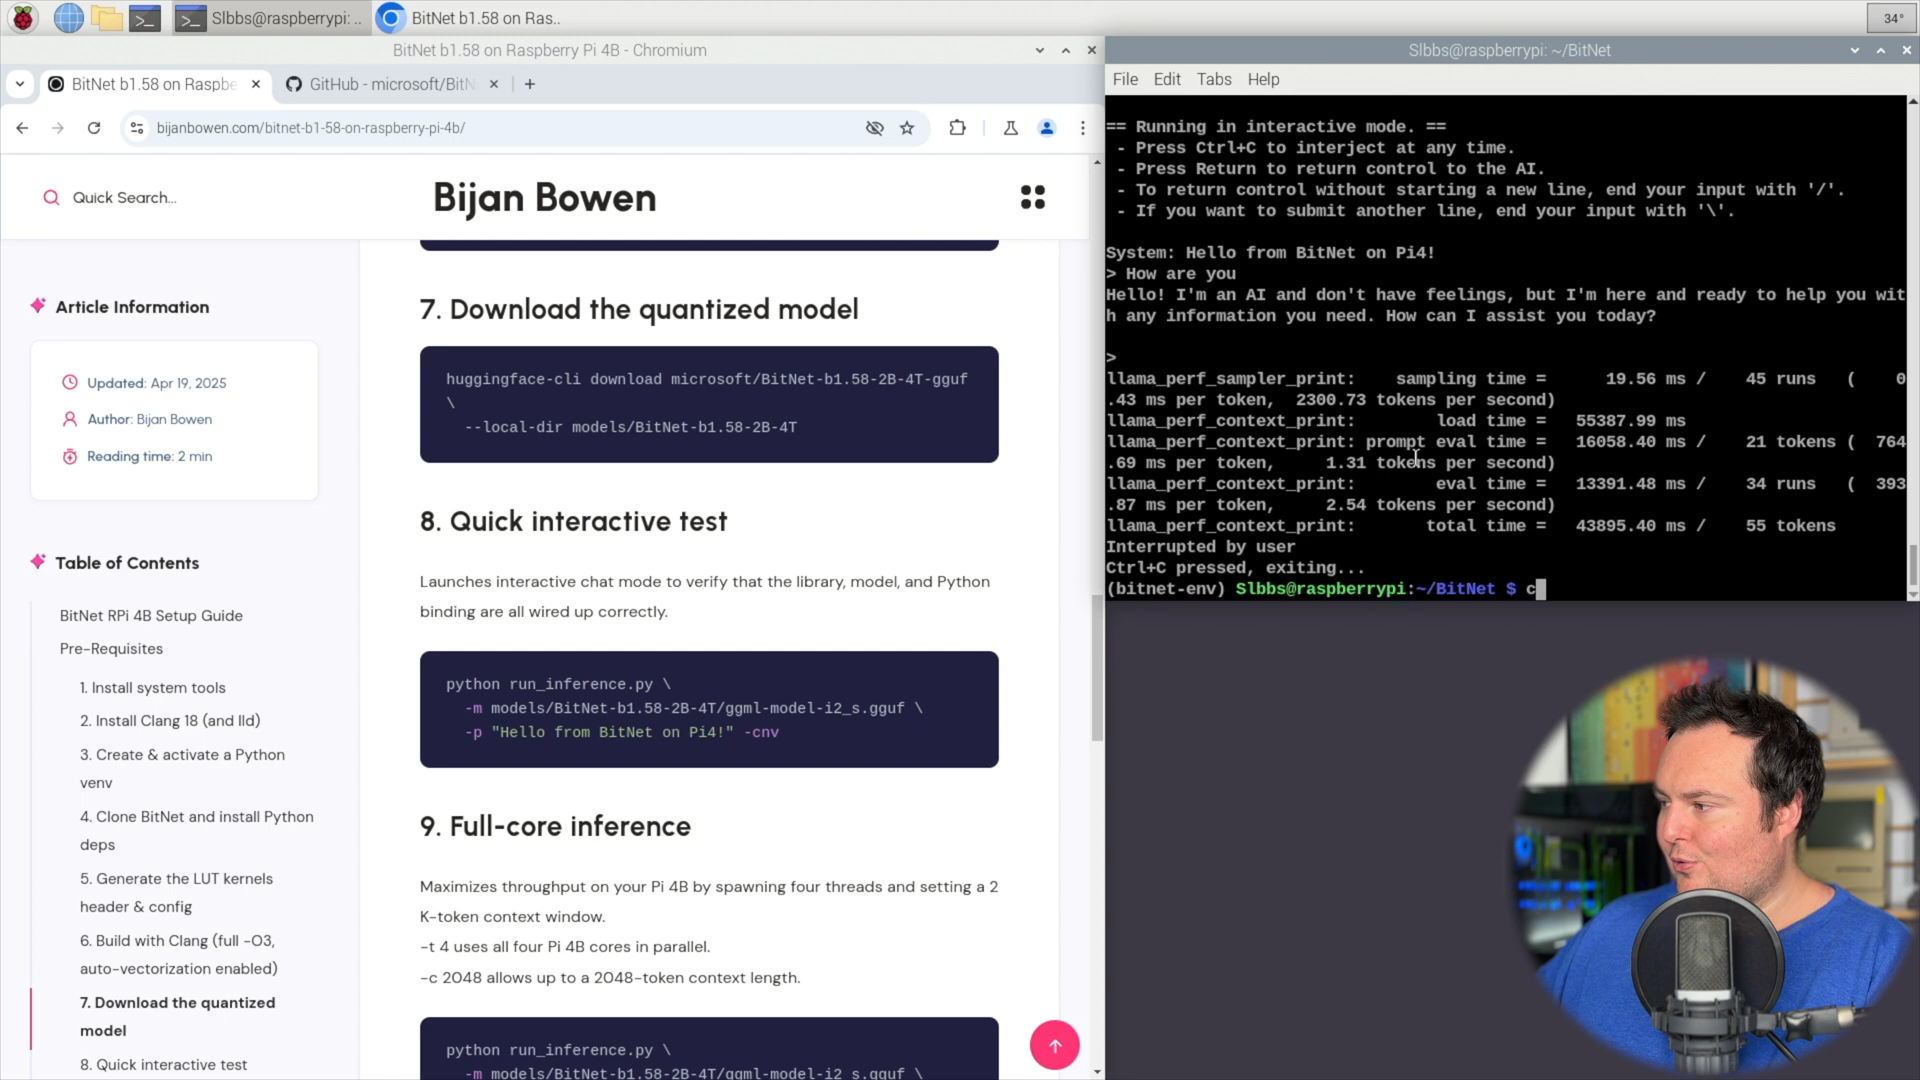 Slbbs@raspberrypi: ..
BitNet b1.58 on Ras..
34°
BitNet b1.58 on Raspberry Pi 4B - Chromium
BitNet b1.58 on Raspbe
GitHub - microsoft/BitN
bijanbowen.com/bitnet-b1-58-on-raspberry-pi-4b/
Quick Search...
Bijan Bowen
Article Information
Updated: Apr 19, 2025
Author: Bijan Bowen
Reading time: 2 min
Table of Contents
BitNet RPi 4B Setup Guide
Pre-Requisites
1. Install system tools
2. Install Clang 18 (and lld)
3. Create & activate a Python
venv
4. Clone BitNet and install Python
deps
5. Generate the LUT kernels
header & config
6. Build with Clang (full -O3,
auto-vectorization enabled)
7. Download the quantized
model
8. Quick interactive test
7. Download the quantized model
huggingface-cli download microsoft/BitNet-b1.58-2B-4T-gguf
\
--local-dir models/BitNet-b1.58-2B-4T
8. Quick interactive test
Launches interactive chat mode to verify that the library, model, and Python
binding are all wired up correctly.
python run_inference.py \
-m models/BitNet-b1.58-2B-4T/ggml-model-i2_s.gguf \
-p "Hello from BitNet on Pi4!" -cnv
9. Full-core inference
Maximizes throughput on your Pi 4B by spawning four threads and setting a 2
K-token context window.
-t 4 uses all four Pi 4B cores in parallel.
-c 2048 allows up to a 2048-token context length.
python run_inference.py \
-m models/BitNet-b1.58-2B-4T/ggml-model-i2_s.gguf \
Slbbs@raspberrypi: ~/BitNet
File Edit Tabs Help
== Running in interactive mode. ==
- Press Ctrl+C to interject at any time.
- Press Return to return control to the AI.
- To return control without starting a new line, end your input with '/'.
- If you want to submit another line, end your input with '\'.
System: Hello from BitNet on Pi4!
> How are you
Hello! I'm an AI and don't have feelings, but I'm here and ready to help you wit
h any information you need. How can I assist you today?
>
llama_perf_sampler_print: sampling time = 19.56 ms / 45 runs ( 0
.43 ms per token, 2300.73 tokens per second)
llama_perf_context_print: load time = 55387.99 ms
llama_perf_context_print: prompt eval time = 16058.40 ms / 21 tokens ( 764
.69 ms per token, 1.31 tokens per second)
llama_perf_context_print: eval time = 13391.48 ms / 34 runs ( 393
.87 ms per token, 2.54 tokens per second)
llama_perf_context_print: total time = 43895.40 ms / 55 tokens
Interrupted by user
Ctrl+C pressed, exiting...
(bitnet-env) Slbbs@raspberrypi:~/BitNet $ c